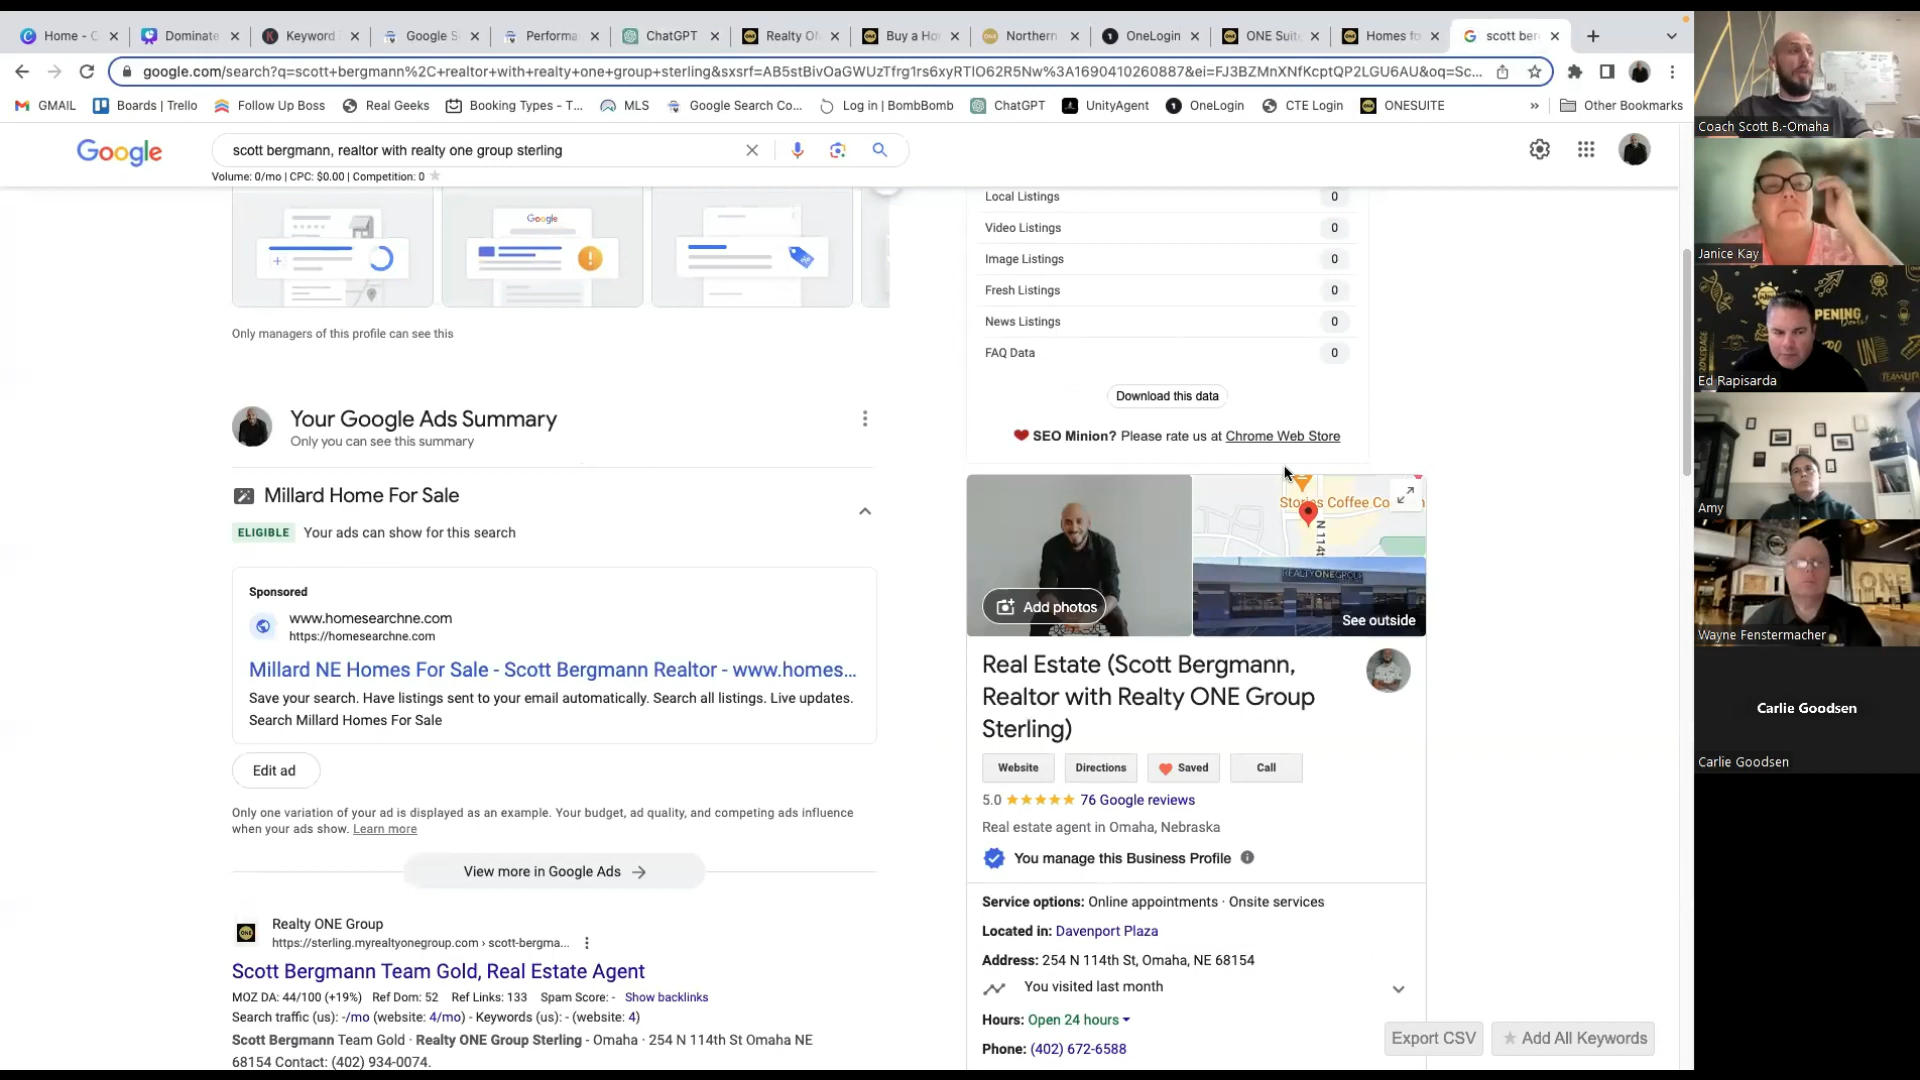 Home - C
Dominate
Keyword
Google S
Performa
ChatGPT
Realty O
Buy a Ho
Northern
OneLogin
ONE Suit
Homes fo
scott ber
google.com/search?q=scott+bergmann%2C+realtor+with+realty+one+group+sterling&sxsrf=AB5stBivOaGWUzTfrg1rs6xyRTlO62R5Nw%3A1690410260887&ei=FJ3BZMnXNfKcptQP2LGU6AU&oq=Sc...
GMAIL
Boards | Trello
Follow Up Boss
Real Geeks
Booking Types - T...
MLS
Google Search Co...
Log in | BombBomb
ChatGPT
UnityAgent
OneLogin
CTE Login
ONESUITE
»
Other Bookmarks
Google
scott bergmann, realtor with realty one group sterling
Volume: 0/mo | CPC: $0.00 | Competition: 0
Google
Only managers of this profile can see this
Your Google Ads Summary
Only you can see this summary
Millard Home For Sale
ELIGIBLE Your ads can show for this search
Sponsored
www.homesearchne.com
https://homesearchne.com
Millard NE Homes For Sale - Scott Bergmann Realtor - www.homes...
Save your search. Have listings sent to your email automatically. Search all listings. Live updates.
Search Millard Homes For Sale
Edit ad
Only one variation of your ad is displayed as an example. Your budget, ad quality, and competing ads influence
when your ads show. Learn more
View more in Google Ads
Realty ONE Group
https://sterling.myrealtyonegroup.com › scott-bergma...
Scott Bergmann Team Gold, Real Estate Agent
MOZ DA: 44/100 (+19%) Ref Dom: 52 Ref Links: 133 Spam Score: - Show backlinks
Search traffic (us): -/mo (website: 4/mo) - Keywords (us): - (website: 4)
Scott Bergmann Team Gold · Realty ONE Group Sterling - Omaha · 254 N 114th St Omaha NE
68154 Contact: (402) 934-0074.
Local Listings 0
Video Listings 0
Image Listings 0
Fresh Listings 0
News Listings 0
FAQ Data 0
Download this data
SEO Minion? Please rate us at Chrome Web Store
Add photos
Stories Coffee Co
N 114t
REALTYONEGROUP
See outside
Real Estate (Scott Bergmann,
Realtor with Realty ONE Group
Sterling)
Website
Directions
Saved
Call
5.0 76 Google reviews
Real estate agent in Omaha, Nebraska
You manage this Business Profile
Service options: Online appointments · Onsite services
Located in: Davenport Plaza
Address: 254 N 114th St, Omaha, NE 68154
You visited last month
Hours: Open 24 hours
Phone: (402) 672-6588
Export CSV
Add All Keywords
Coach Scott B.-Omaha
Janice Kay
PENING
Ed Rapisarda
Amy
ONE
Wayne Fenstermacher
Carlie Goodsen
Carlie Goodsen